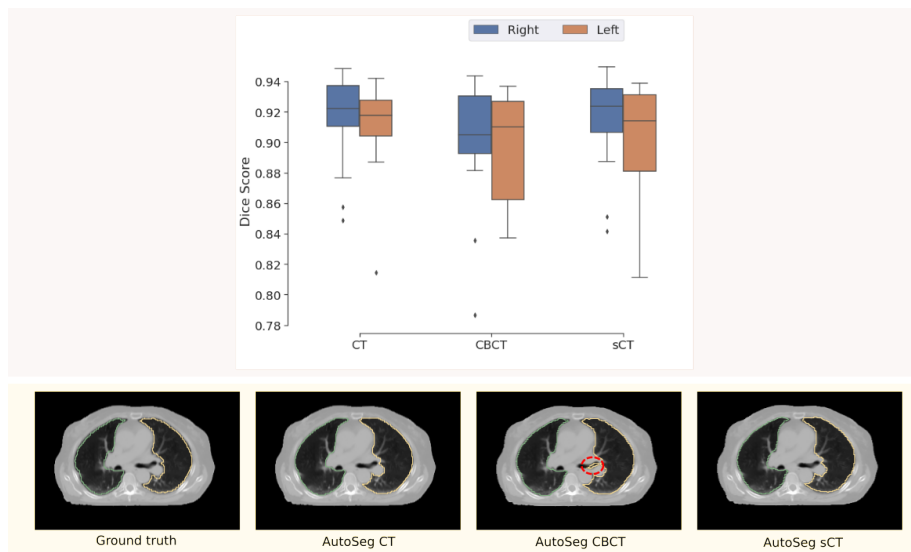 Right Left
0.94
0.92
0.90
0.88
0.86
0.84
0.82
0.80
0.78
Dice Score
CT CBCT sCT
Ground truth AutoSeg CT AutoSeg CBCT AutoSeg sCT